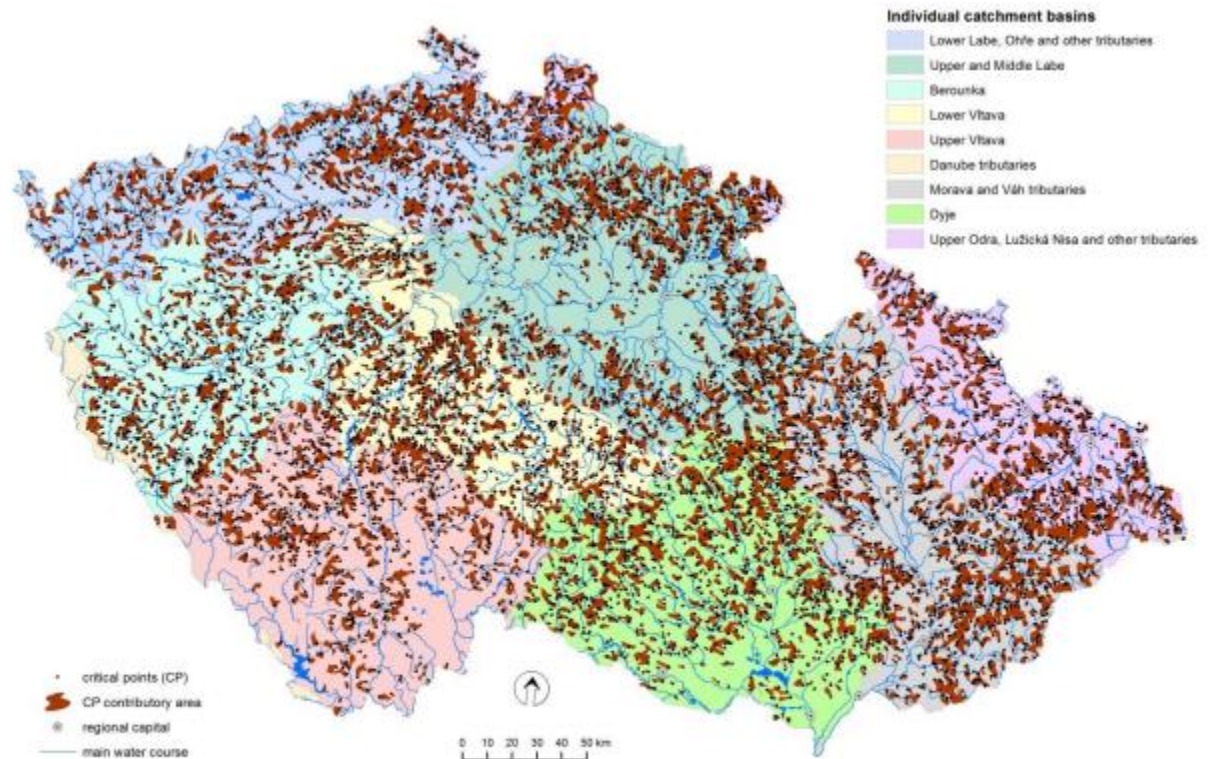 Individual catchment basins
Lower Labe, Ohře and other tributaries
Upper and Middle Labe
Berounka
Lower Vltava
Upper Vltava
Danube tributaries
Morava and Váh tributaries
Dyje
Upper Odra, Lužická Nisa and other tributaries
critical points (CP)
CP contributory area
regional capital
main water course
0 10 20 30 40 50 km